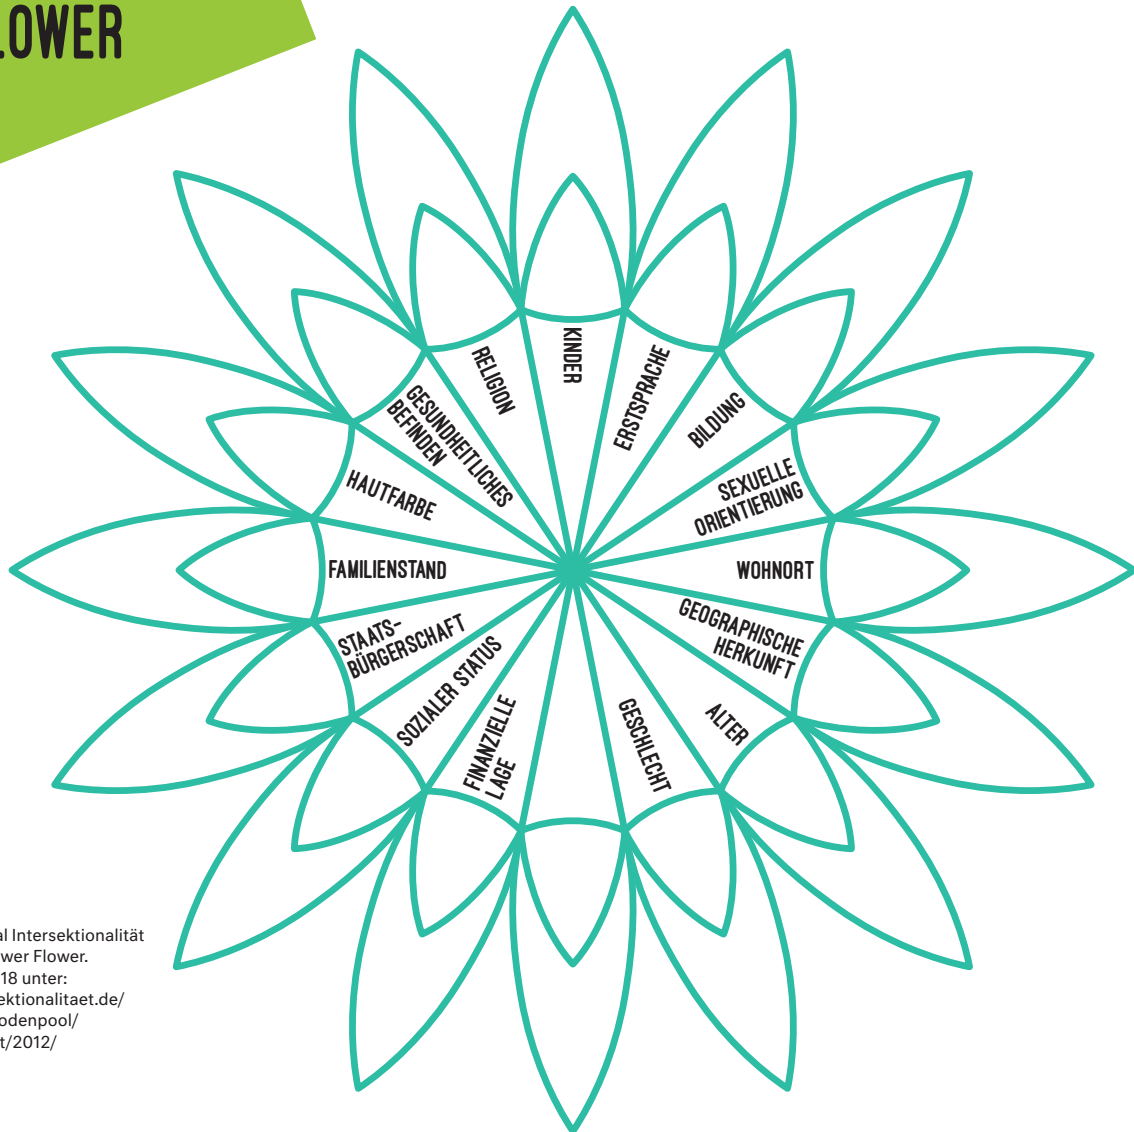 LOWER
KINDER
ERSTSPRACHE
BILDUNG
SEXUELLE
ORIENTIERUNG
WOHNORT
GEOGRAPHISCHE
HERKUNFT
ALTER
GESCHLECHT
FINANZIELLE
LAGE
SOZIALER STATUS
STAATS-
BÜRGERSCHAFT
FAMILIENSTAND
HAUTFARBE
GESUNDHEITLICHES
BEFINDEN
RELIGION
al Intersektionalität
wer Flower.
18 unter:
ektionalitaet.de/
odenpool/
t/2012/